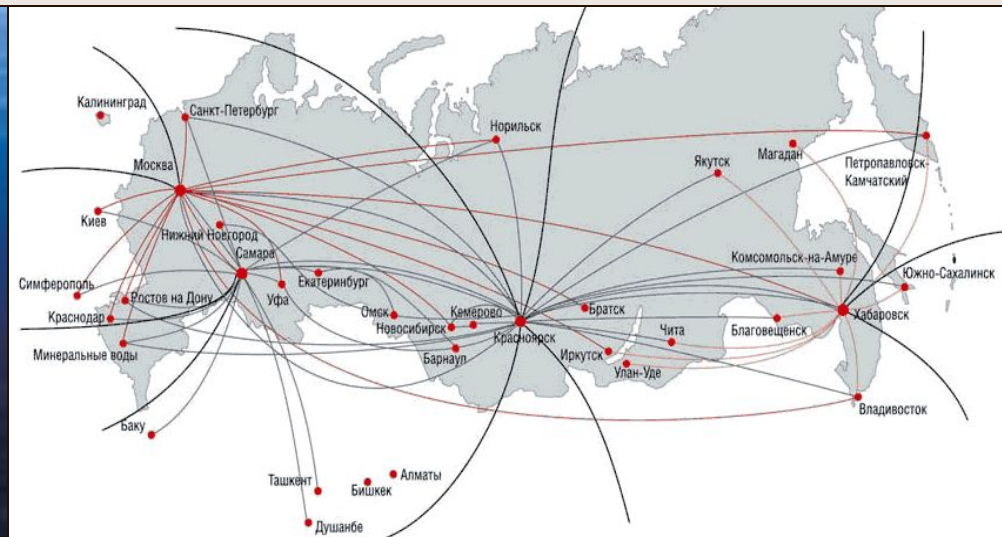 Калининград
Санкт-Петербург
Москва
Норильск
Якутск
Магадан
Петропавловск-
Камчатский
Киев
Нижний Новгород
Самара
Симферополь
Ростов на Дону
Уфа
Екатеринбург
Краснодар
Минеральные воды
Омск
Новосибирск
Кемерово
Барнаул
Красноярск
Братск
Иркутск
Чита
Улан-Уде
Комсомольск-на-Амуре
Южно-Сахалинск
Хабаровск
Благовещенск
Владивосток
Баку
Ташкент
Бишкек
Алматы
Душанбе